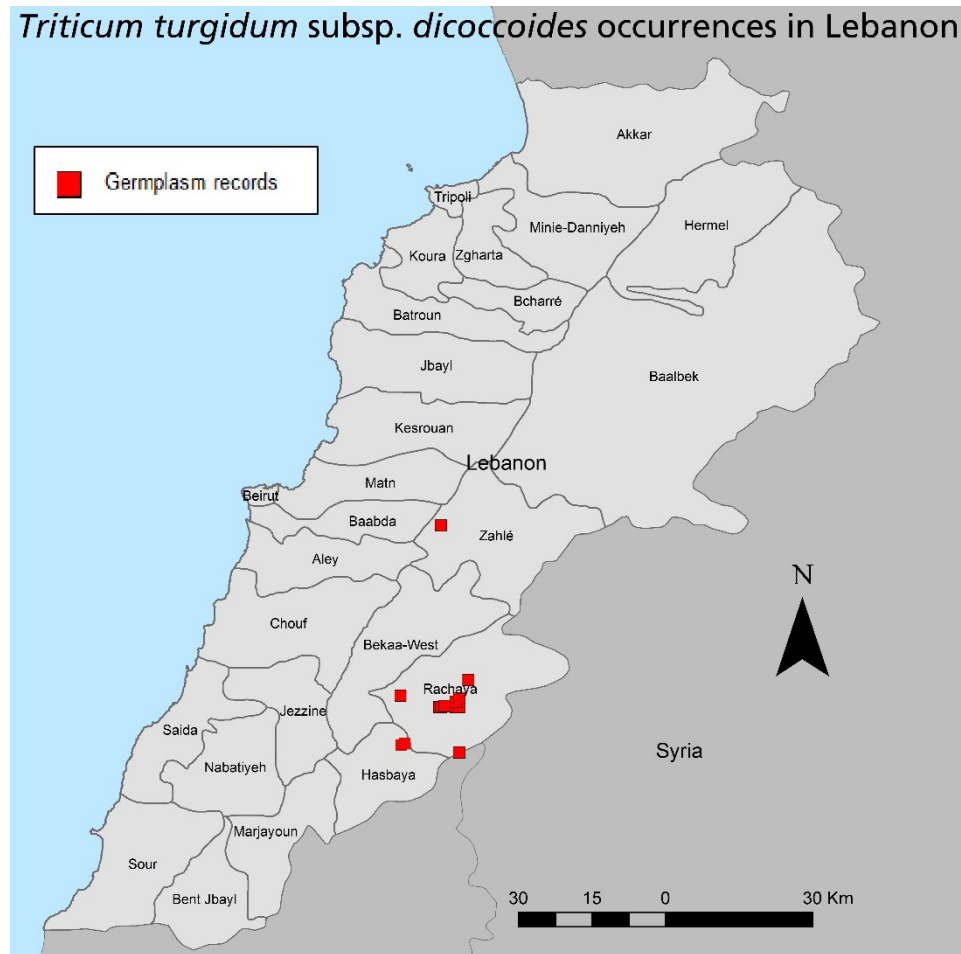 Triticum turgidum subsp. dicoccoides occurrences in Lebanon
Germplasm records
Akkar
Tripoli
Minie-Danniyeh
Hermel
Koura
Zgharta
Bcharré
Batroun
Jbayl
Baalbek
Kesrouan
Lebanon
Matn
Beirut
Baabda
Zahlé
Aley
N
Chouf
Bekaa-West
Rachaya
Jezzine
Saida
Syria
Nabatiyeh
Hasbaya
Marjayoun
Sour
Bent Jbayl
30 15 0 30 Km